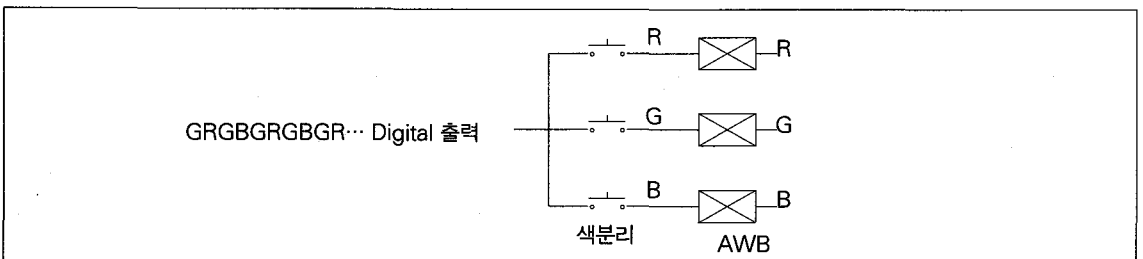 R R
GRGBGRGBGR… Digital 출력 G G
B B
색분리 AWB